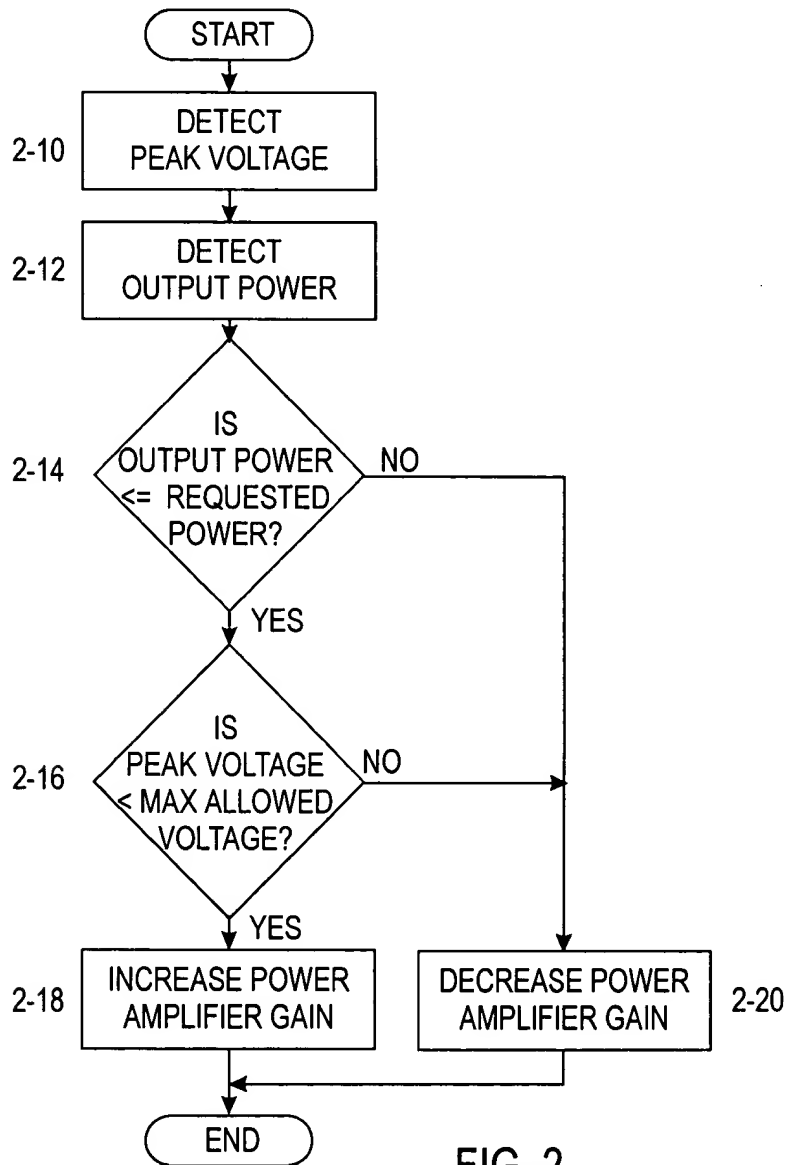 START
2-10
DETECT
PEAK VOLTAGE
2-12
DETECT
OUTPUT POWER
2-14
IS
OUTPUT POWER
<= REQUESTED
POWER?
NO
YES
2-16
IS
PEAK VOLTAGE
< MAX ALLOWED
VOLTAGE?
NO
YES
2-18
INCREASE POWER
AMPLIFIER GAIN
DECREASE POWER
AMPLIFIER GAIN
2-20
END
FIG. 2